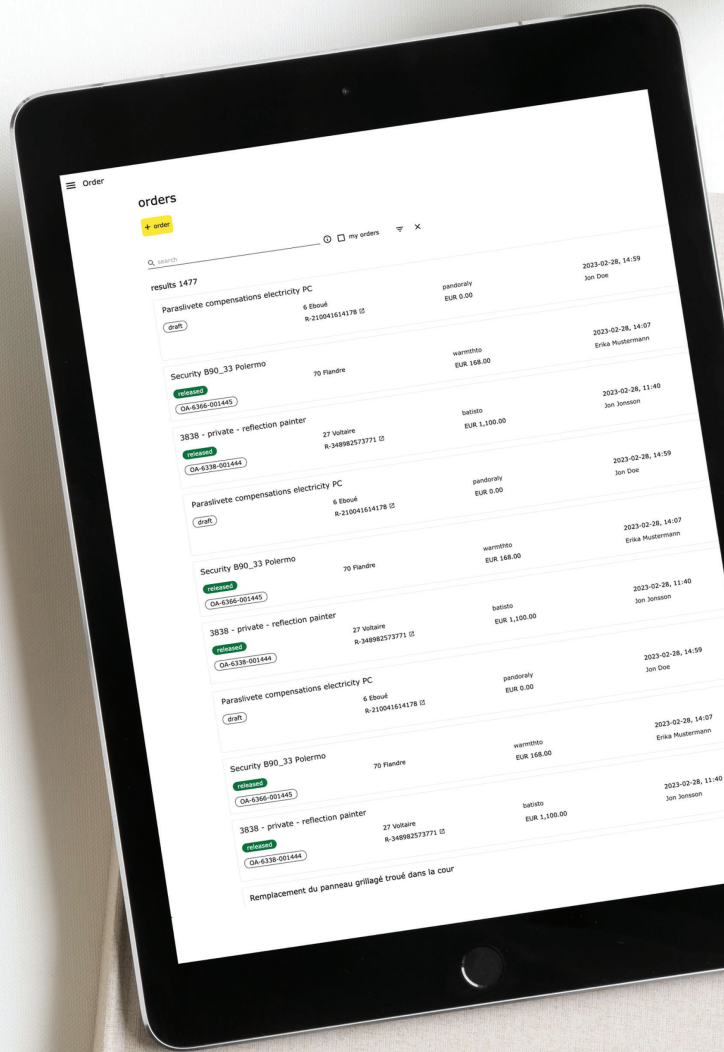 Order
orders
+ order
search my orders
results 1477
Paraslivete compensations electricity PC
draft
6 Eboué
R-210041614178
pandoraly
EUR 0.00
2023-02-28, 14:59
Jon Doe
Security B90_33 Polermo
released
OA-6366-001445
70 Flandre
warmthto
EUR 168.00
2023-02-28, 14:07
Erika Mustermann
3838 - private - reflection painter
released
OA-6338-001444
27 Voltaire
R-348982573771
batisto
EUR 1,100.00
2023-02-28, 11:40
Jon Jonsson
Paraslivete compensations electricity PC
draft
6 Eboué
R-210041614178
pandoraly
EUR 0.00
2023-02-28, 14:59
Jon Doe
Security B90_33 Polermo
released
OA-6366-001445
70 Flandre
warmthto
EUR 168.00
2023-02-28, 14:07
Erika Mustermann
3838 - private - reflection painter
released
OA-6338-001444
27 Voltaire
R-348982573771
batisto
EUR 1,100.00
2023-02-28, 11:40
Jon Jonsson
Paraslivete compensations electricity PC
draft
6 Eboué
R-210041614178
pandoraly
EUR 0.00
2023-02-28, 14:59
Jon Doe
Security B90_33 Polermo
released
OA-6366-001445
70 Flandre
warmthto
EUR 168.00
2023-02-28, 14:07
Erika Mustermann
3838 - private - reflection painter
released
OA-6338-001444
27 Voltaire
R-348982573771
batisto
EUR 1,100.00
2023-02-28, 11:40
Jon Jonsson
Remplacement du panneau grillagé troué dans la cour